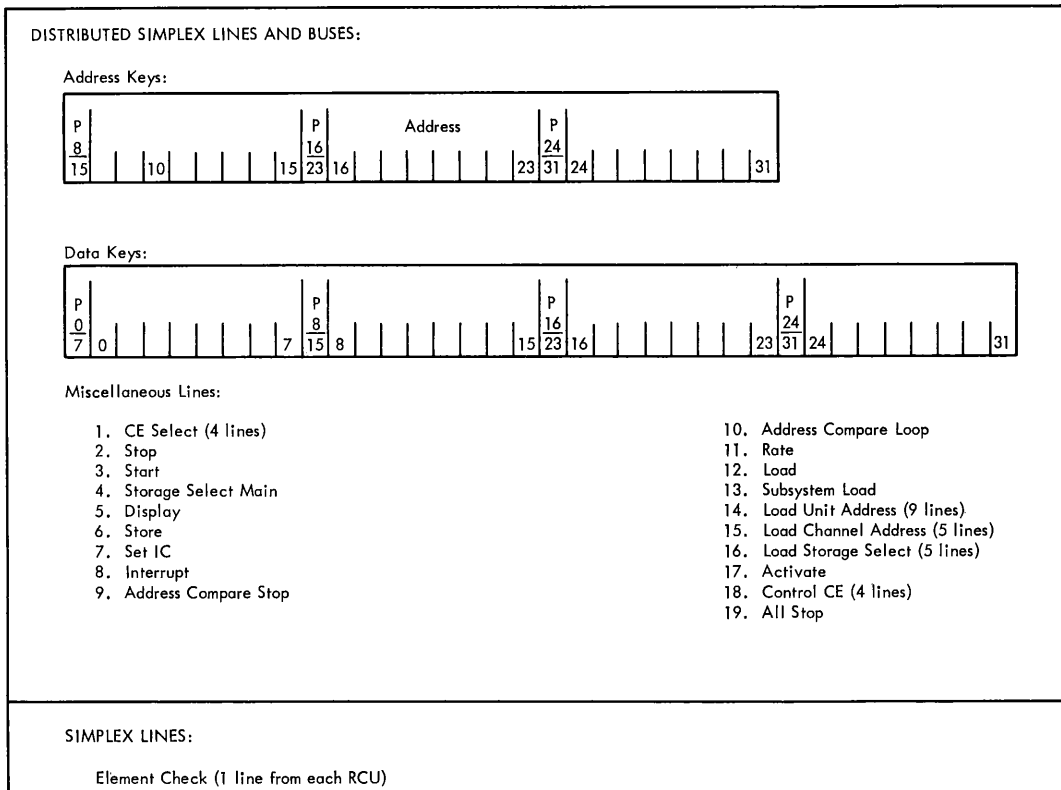 DISTRIBUTED SIMPLEX LINES AND BUSES:
Address Keys:
P P Address P
8 16 24
15 10 15 23 16 23 31 24 31
Data Keys:
P P P P
0 8 16 24
7 0 7 15 8 15 23 16 23 31 24 31
Miscellaneous Lines:
1. CE Select (4 lines)
2. Stop
3. Start
4. Storage Select Main
5. Display
6. Store
7. Set IC
8. Interrupt
9. Address Compare Stop
10. Address Compare Loop
11. Rate
12. Load
13. Subsystem Load
14. Load Unit Address (9 lines)
15. Load Channel Address (5 lines)
16. Load Storage Select (5 lines)
17. Activate
18. Control CE (4 lines)
19. All Stop
SIMPLEX LINES:
Element Check (1 line from each RCU)